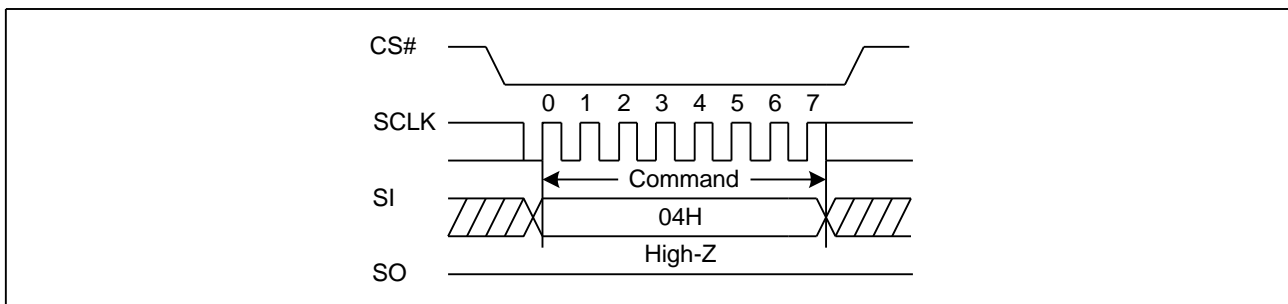 CS#
0 1 2 3 4 5 6 7
SCLK
Command
SI
04H
High-Z
SO